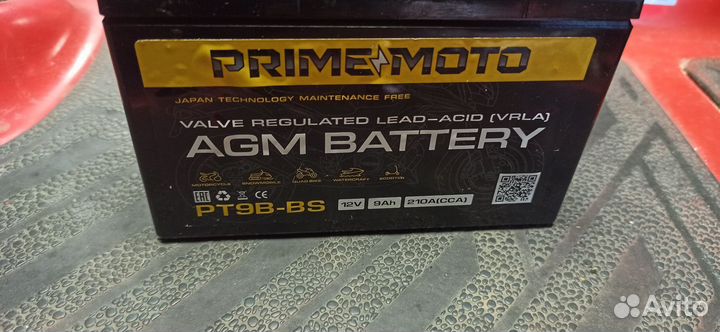 PRIME MOTO
JAPAN TECHNOLOGY MAINTENANCE FREE
VALVE REGULATED LEAD-ACID (VRLA)
AGM BATTERY
MOTORCYCLE SNOWMOBILE QUAD BIKE WATERCRAFT SCOOTER
EAC
PT9B-BS 12V 9Ah 210A(CCA)
Avito